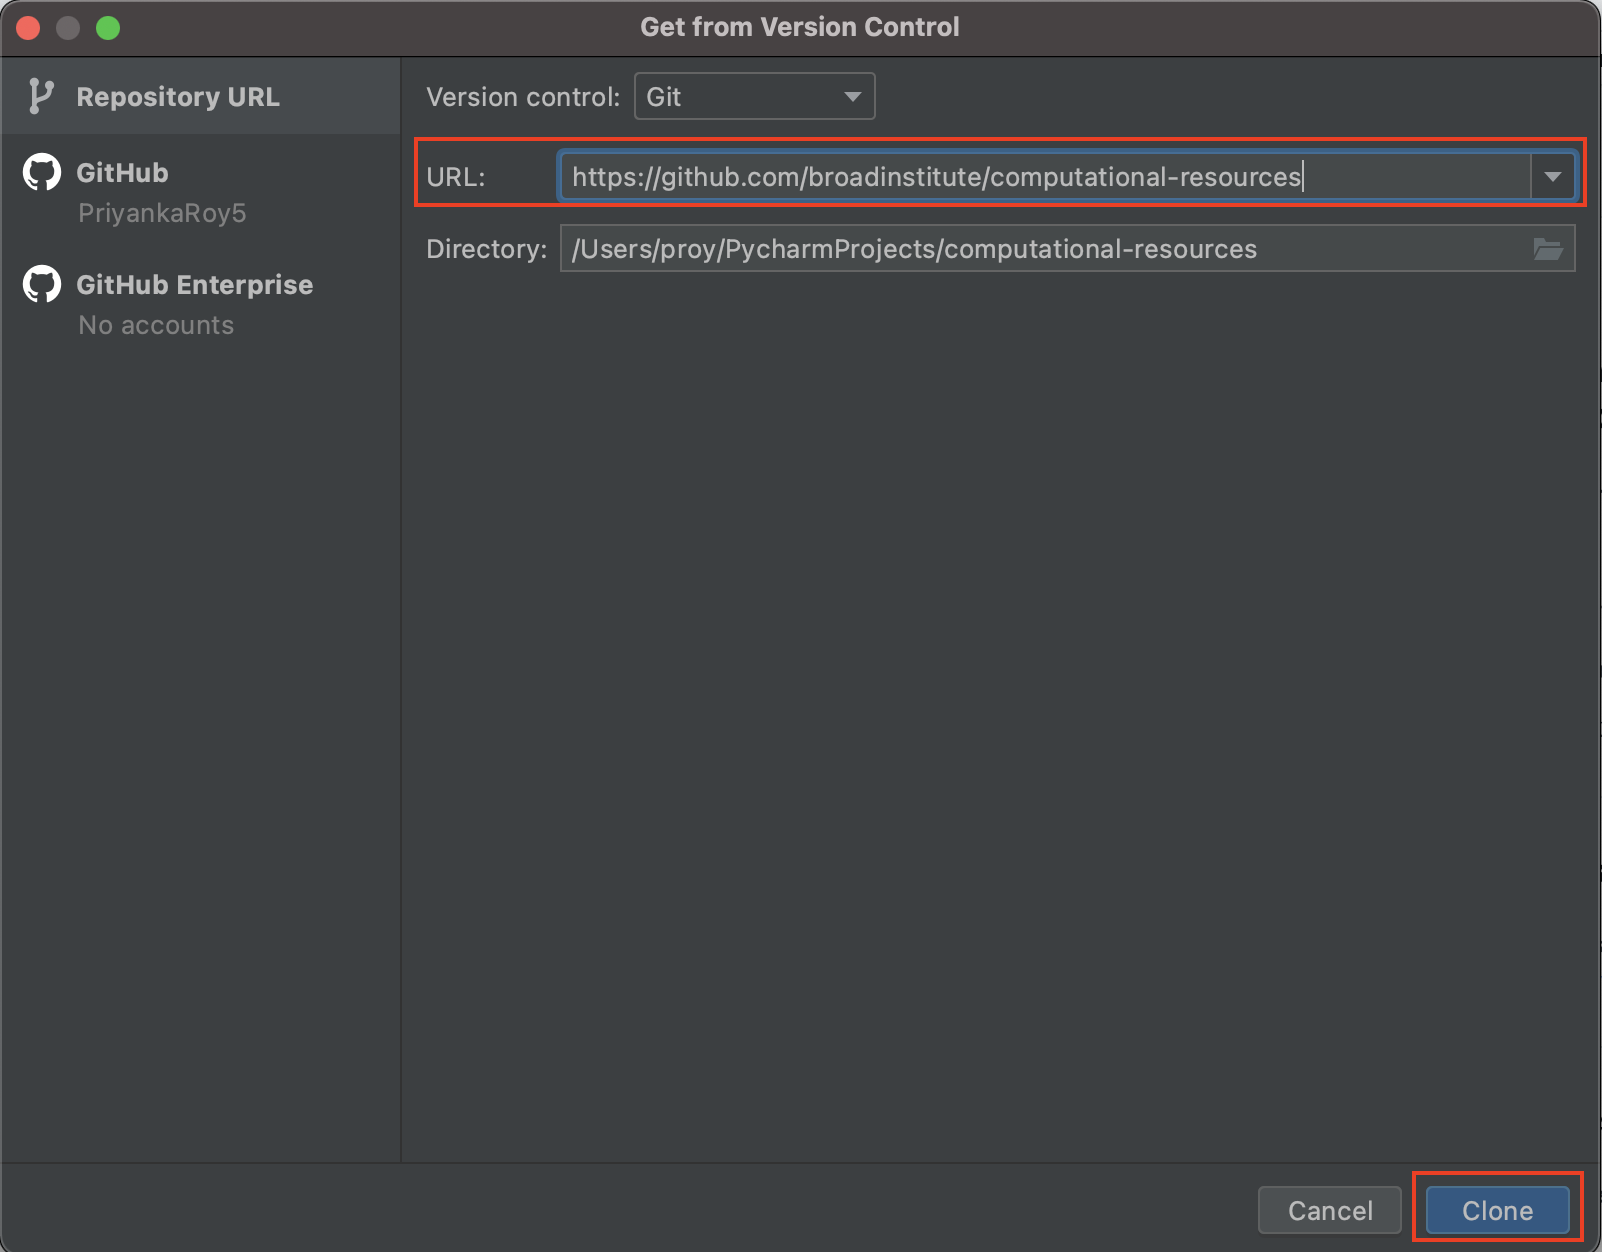 Get from Version Control
Repository URL
GitHub
PriyankaRoy5
GitHub Enterprise
No accounts
Version control: Git
URL: https://github.com/broadinstitute/computational-resources
Directory: /Users/proy/PycharmProjects/computational-resources
Cancel Clone